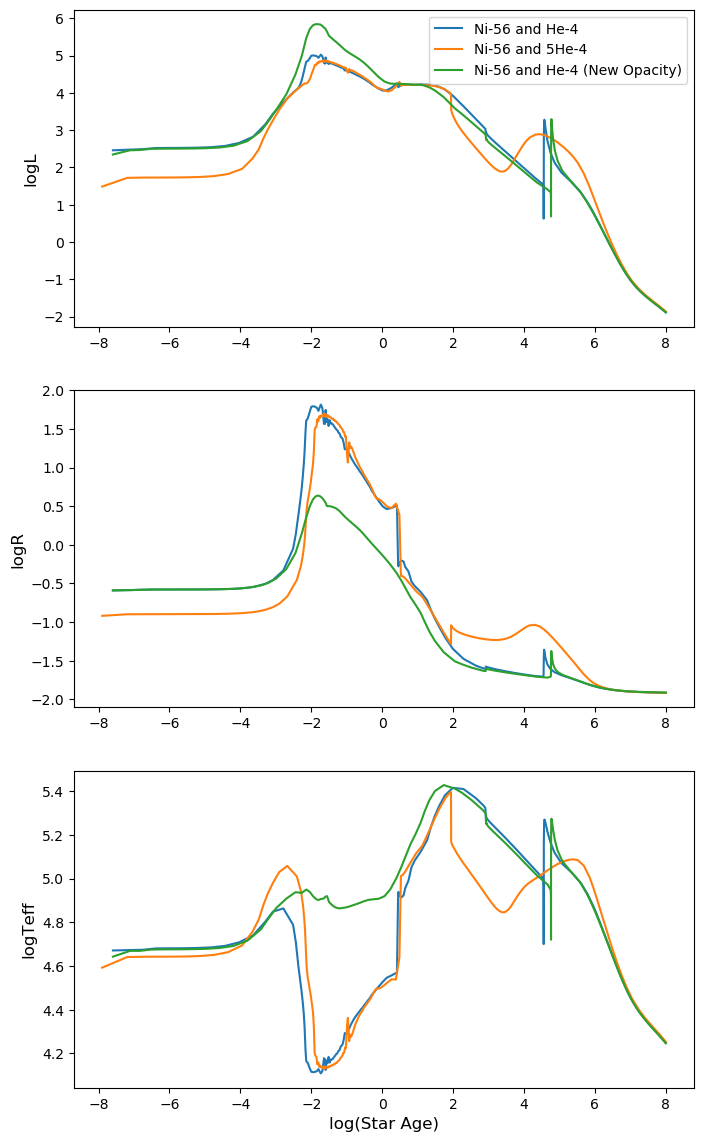 6
5
4
3
2
1
0
−1
−2
logL
Ni-56 and He-4
Ni-56 and 5He-4
Ni-56 and He-4 (New Opacity)
−8 −6 −4 −2 0 2 4 6 8
2.0
1.5
1.0
0.5
0.0
−0.5
−1.0
−1.5
−2.0
logR
−8 −6 −4 −2 0 2 4 6 8
5.4
5.2
5.0
4.8
4.6
4.4
4.2
logTeff
−8 −6 −4 −2 0 2 4 6 8
log(Star Age)